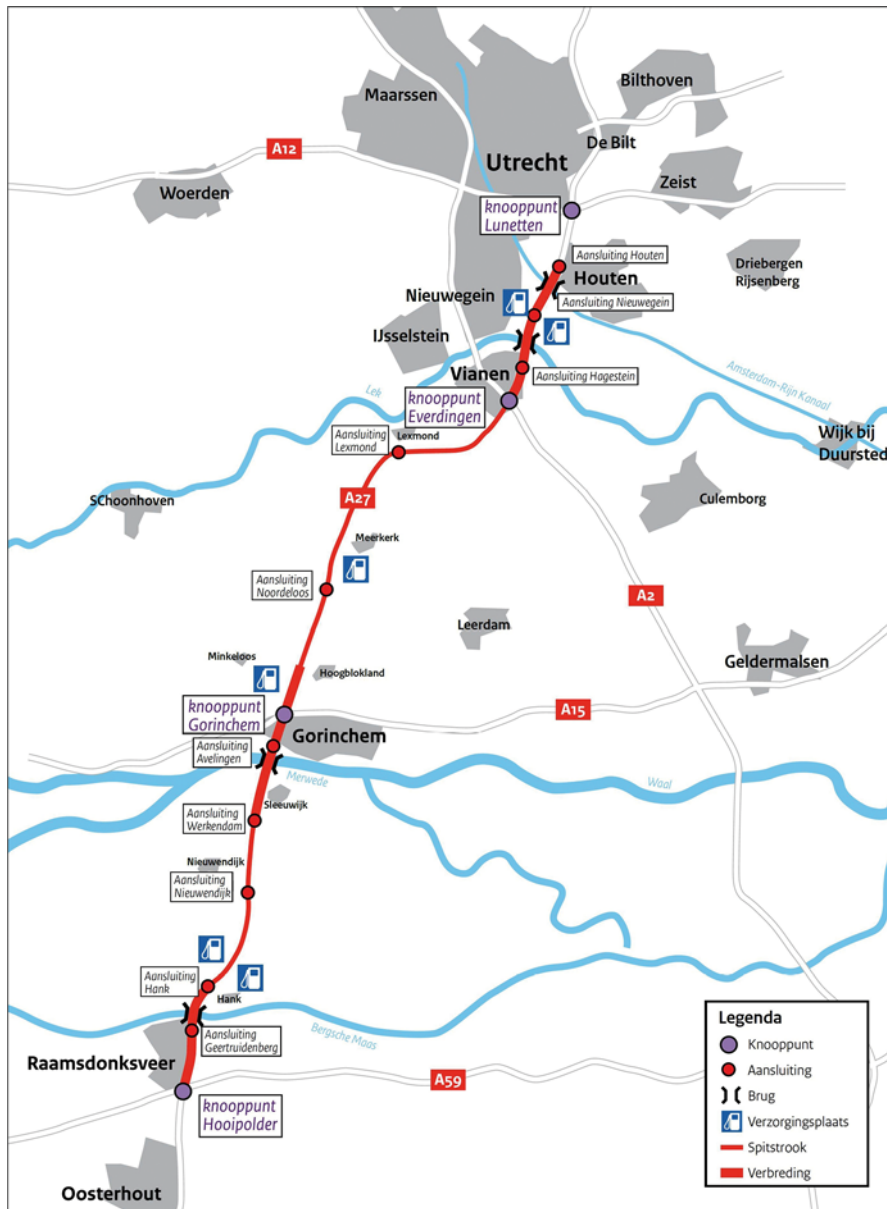 Maarssen
Bilthoven
De Bilt
A12
Utrecht
Woerden
Zeist
knooppunt
Lunetten
Aansluiting Houten
Driebergen
Rijsenberg
Houten
Nieuwegein
Aansluiting Nieuwegein
IJsselstein
Vianen
Aansluiting Hagestein
Amsterdam-Rijn Kanaal
Lek
knooppunt
Everdingen
Aansluiting
Lexmond
Lexmond
Wijk bij
Duursted
A27
SChoonhoven
Culemborg
Meerkerk
Aansluiting
Noordeloos
A2
Leerdam
Minkeloos
Hoogblokland
Geldermalsen
knooppunt
Gorinchem
A15
Gorinchem
Aansluiting
Avelingen
Merwede
Waal
Sleeuwijk
Aansluiting
Werkendam
Nieuwendijk
Aansluiting
Nieuwendijk
Aansluiting
Hank
Hank
Bergsche Maas
Aansluiting
Geertruidenberg
Raamsdonksveer
A59
knooppunt
Hooipolder
Oosterhout
Legenda
Knooppunt
Aansluiting
Brug
Verzorgingsplaats
Spitstrook
Verbreding